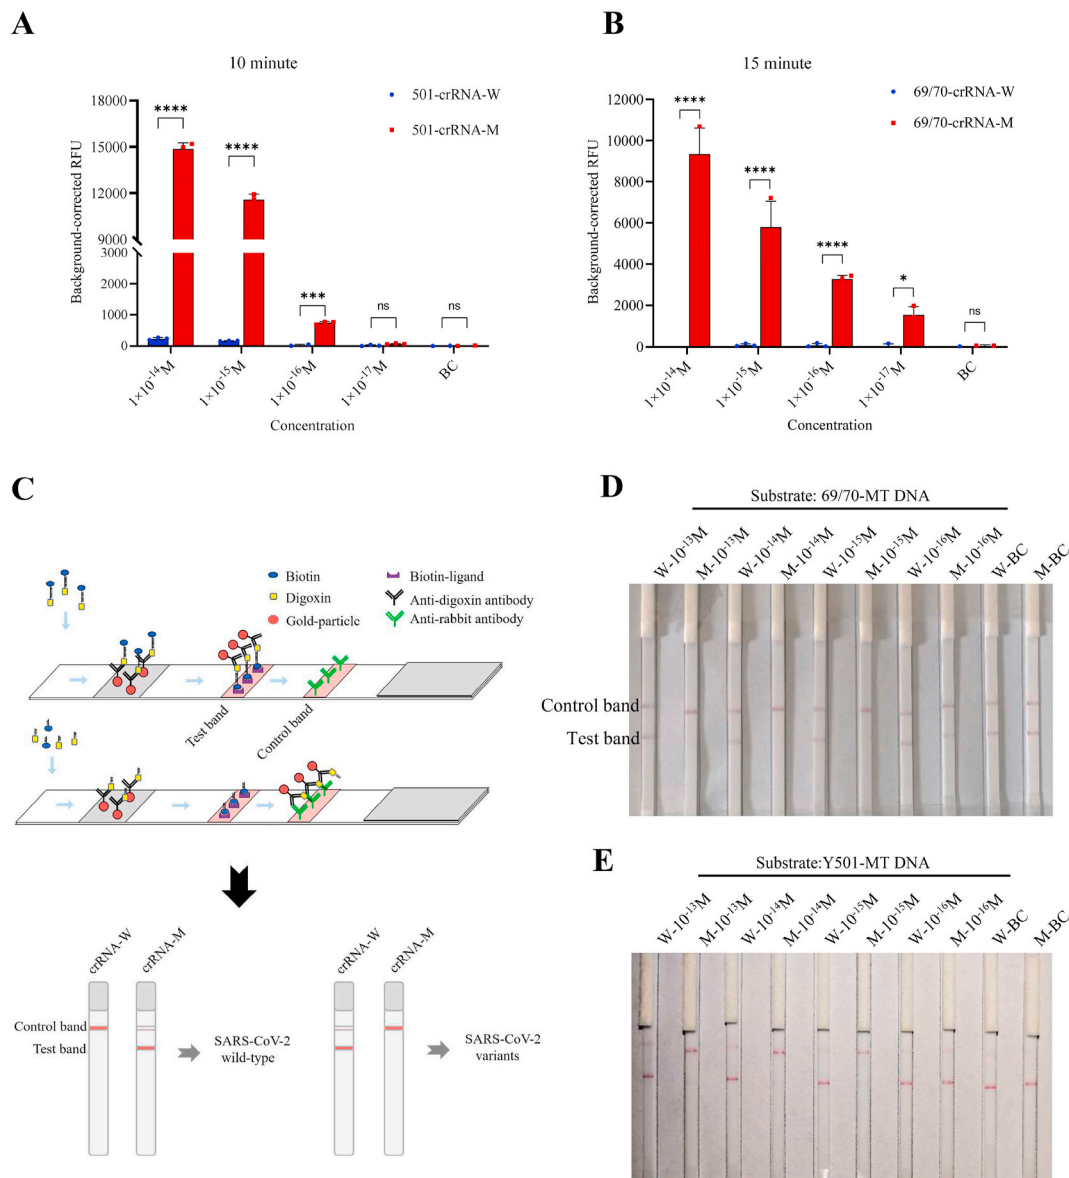 A
10 minute
501-crRNA-W
501-crRNA-M
Background-corrected RFU
18000
15000
12000
9000
3000
2000
1000
0
****
****
***
ns
ns
1×10⁻¹⁴M
1×10⁻¹⁵M
1×10⁻¹⁶M
1×10⁻¹⁷M
BC
Concentration
B
15 minute
69/70-crRNA-W
69/70-crRNA-M
Background-corrected RFU
12000
10000
8000
6000
4000
2000
0
****
****
****
*
ns
1×10⁻¹⁴M
1×10⁻¹⁵M
1×10⁻¹⁶M
1×10⁻¹⁷M
BC
Concentration
C
Biotin
Digoxin
Gold-particle
Biotin-ligand
Anti-digoxin antibody
Anti-rabbit antibody
Test band
Control band
crRNA-W
crRNA-M
crRNA-W
crRNA-M
Control band
Test band
SARS-CoV-2
wild-type
SARS-CoV-2
variants
D
Substrate: 69/70-MT DNA
W-10⁻¹³M
M-10⁻¹³M
W-10⁻¹⁴M
M-10⁻¹⁴M
W-10⁻¹⁵M
M-10⁻¹⁵M
W-10⁻¹⁶M
M-10⁻¹⁶M
W-BC
M-BC
Control band
Test band
E
Substrate:Y501-MT DNA
W-10⁻¹³M
M-10⁻¹³M
W-10⁻¹⁴M
M-10⁻¹⁴M
W-10⁻¹⁵M
M-10⁻¹⁵M
W-10⁻¹⁶M
M-10⁻¹⁶M
W-BC
M-BC